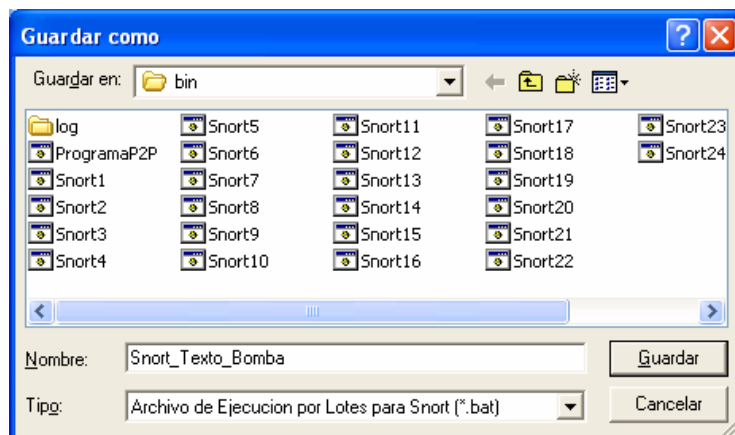 Guardar como
Guardar en: bin
log Snort5 Snort11 Snort17 Snort23
ProgramaP2P Snort6 Snort12 Snort18 Snort24
Snort1 Snort7 Snort13 Snort19
Snort2 Snort8 Snort14 Snort20
Snort3 Snort9 Snort15 Snort21
Snort4 Snort10 Snort16 Snort22
Nombre: Snort_Texto_Bomba Guardar
Tipo: Archivo de Ejecucion por Lotes para Snort (*.bat) Cancelar